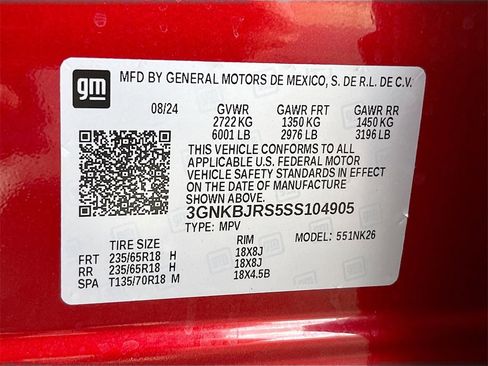 gm
MFD BY GENERAL MOTORS DE MEXICO, S. DE R.L. DE C.V.
08/24 GVWR GAWR FRT GAWR RR
2722 KG 1350 KG 1450 KG
6001 LB 2976 LB 3196 LB
THIS VEHICLE CONFORMS TO ALL
APPLICABLE U.S. FEDERAL MOTOR
VEHICLE SAFETY STANDARDS IN EFFECT
ON THE DATE OF MANUFACTURE
SHOWN ABOVE.
3GNKBJRS5SS104905
TYPE: MPV MODEL: 551NK26
TIRE SIZE RIM
FRT 235/65R18 H 18X8J
RR 235/65R18 H 18X8J
SPA T135/70R18 M 18X4.5B